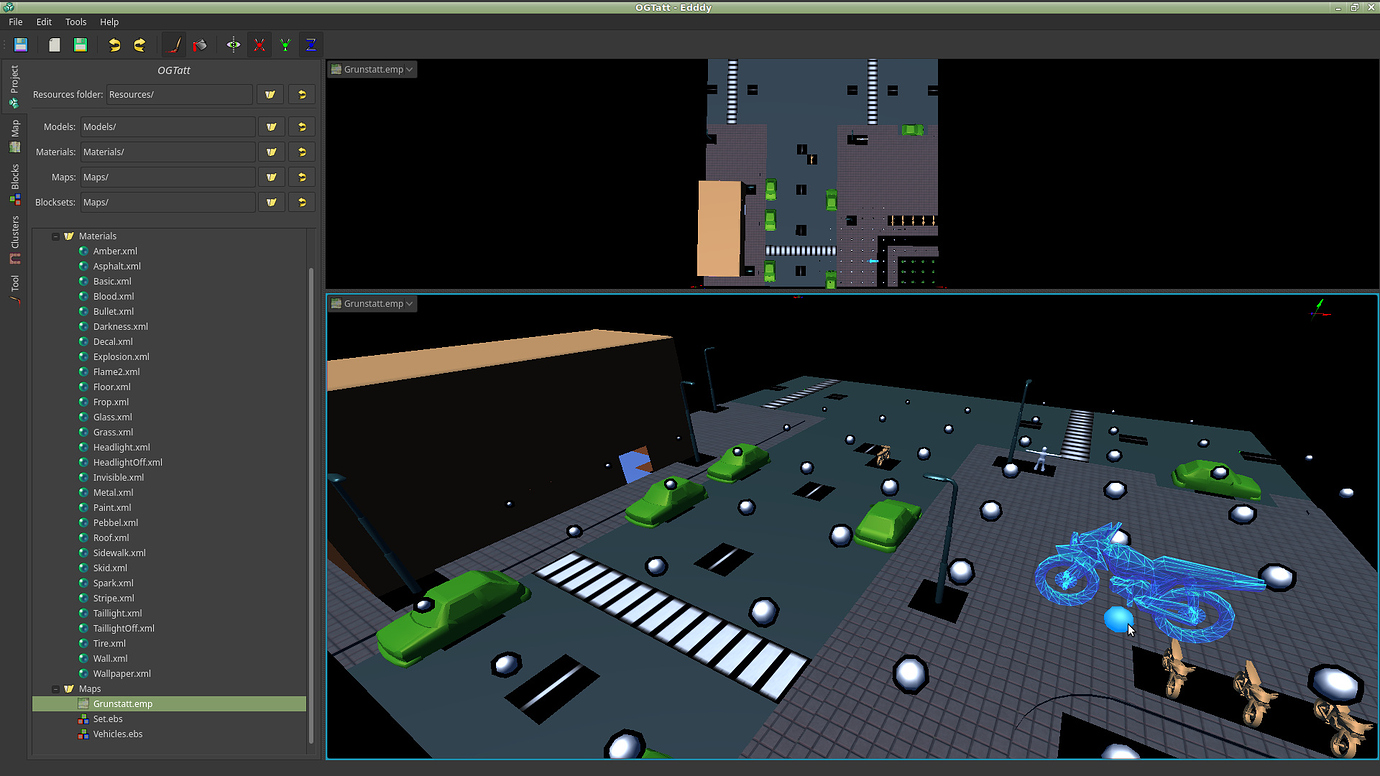 OGTatt - Edddy
File Edit Tools Help
OGTatt
Resources folder: Resources/
Models: Models/
Materials: Materials/
Maps: Maps/
Blocksets: Maps/
Project
Map
Blocks
Clusters
Tool
Materials
Amber.xml
Asphalt.xml
Basic.xml
Blood.xml
Bullet.xml
Darkness.xml
Decal.xml
Explosion.xml
Flame2.xml
Floor.xml
Frop.xml
Glass.xml
Grass.xml
Headlight.xml
HeadlightOff.xml
Invisible.xml
Metal.xml
Paint.xml
Pebbel.xml
Roof.xml
Sidewalk.xml
Skid.xml
Spark.xml
Stripe.xml
Taillight.xml
TaillightOff.xml
Tire.xml
Wall.xml
Wallpaper.xml
Maps
Grunstatt.emp
Set.ebs
Vehicles.ebs
Grunstatt.emp
Grunstatt.emp